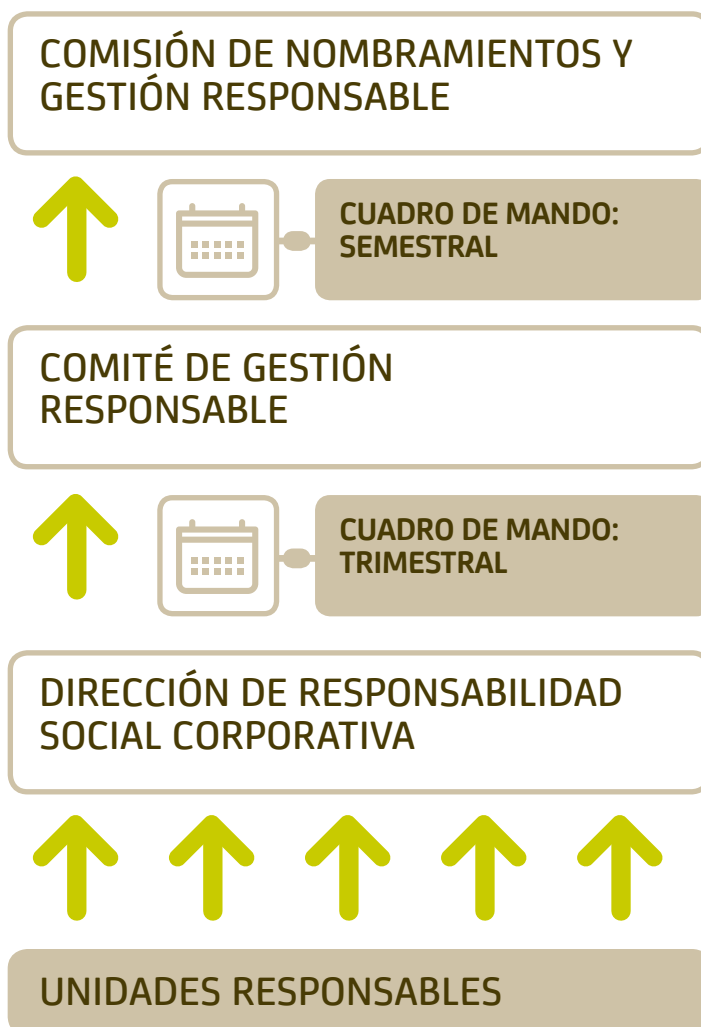 COMISIÓN DE NOMBRAMIENTOS Y
GESTIÓN RESPONSABLE
CUADRO DE MANDO:
SEMESTRAL
COMITÉ DE GESTIÓN
RESPONSABLE
CUADRO DE MANDO:
TRIMESTRAL
DIRECCIÓN DE RESPONSABILIDAD
SOCIAL CORPORATIVA
UNIDADES RESPONSABLES